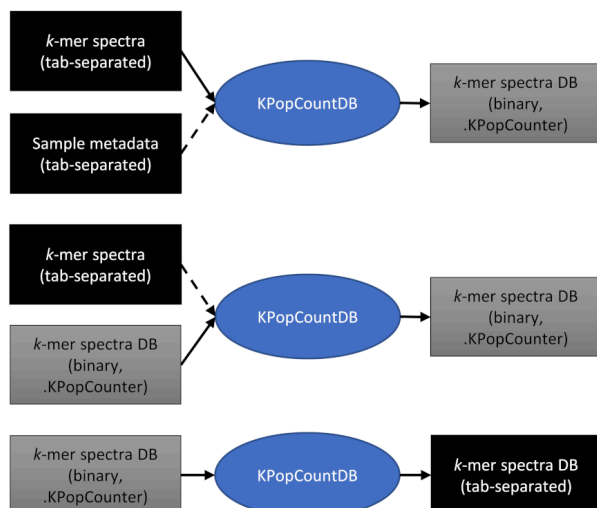 k-mer spectra
(tab-separated)
Sample metadata
(tab-separated)
KPopCountDB
k-mer spectra DB
(binary,
.KPopCounter)
k-mer spectra
(tab-separated)
k-mer spectra DB
(binary,
.KPopCounter)
KPopCountDB
k-mer spectra DB
(binary,
.KPopCounter)
k-mer spectra DB
(binary,
.KPopCounter)
KPopCountDB
k-mer spectra DB
(tab-separated)